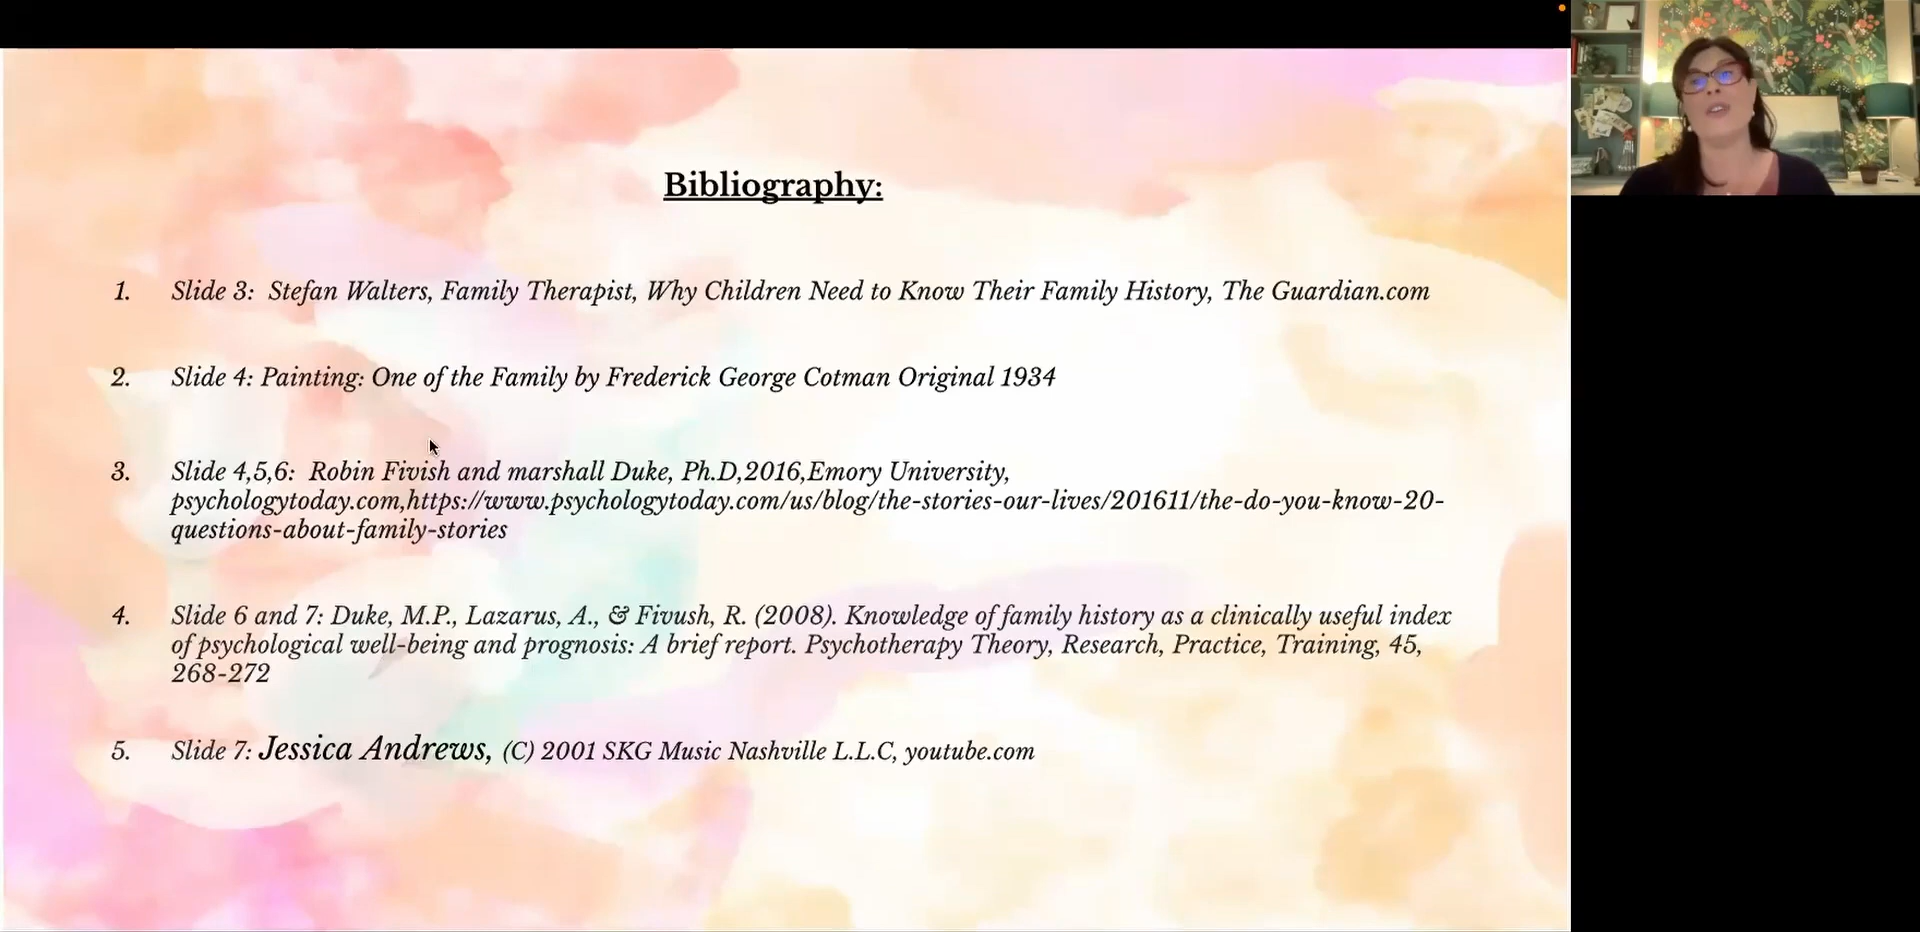 Bibliography:
1. Slide 3: Stefan Walters, Family Therapist, Why Children Need to Know Their Family History, The Guardian.com
2. Slide 4: Painting: One of the Family by Frederick George Cotman Original 1934
3. Slide 4,5,6: Robin Fivish and marshall Duke, Ph.D,2016,Emory University,
psychologytoday.com,https://www.psychologytoday.com/us/blog/the-stories-our-lives/201611/the-do-you-know-20-
questions-about-family-stories
4. Slide 6 and 7: Duke, M.P., Lazarus, A., & Fivush, R. (2008). Knowledge of family history as a clinically useful index
of psychological well-being and prognosis: A brief report. Psychotherapy Theory, Research, Practice, Training, 45,
268-272
5. Slide 7: Jessica Andrews, (C) 2001 SKG Music Nashville L.L.C, youtube.com